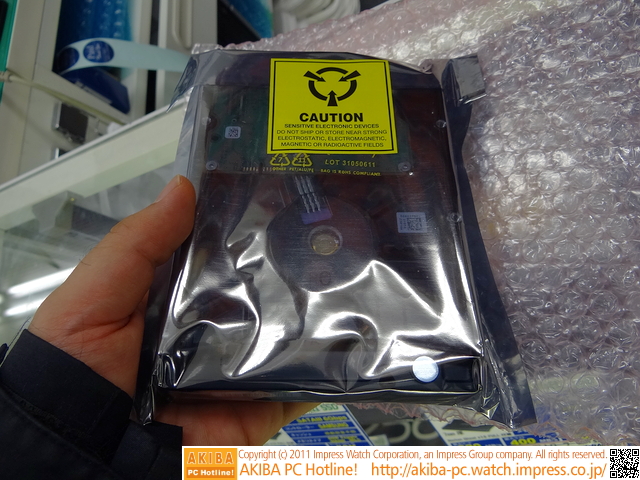 CAUTION
SENSITIVE ELECTRONIC DEVICES
DO NOT SHIP OR STORE NEAR STRONG
ELECTROSTATIC, ELECTROMAGNETIC,
MAGNETIC OR RADIOACTIVE FIELDS
LOT 31050611
AKIBA
PC Hotline!
Copyright (c) 2011 Impress Watch Corporation, an Impress Group company. All rights reserved.
AKIBA PC Hotline! http://akiba-pc.watch.impress.co.jp/